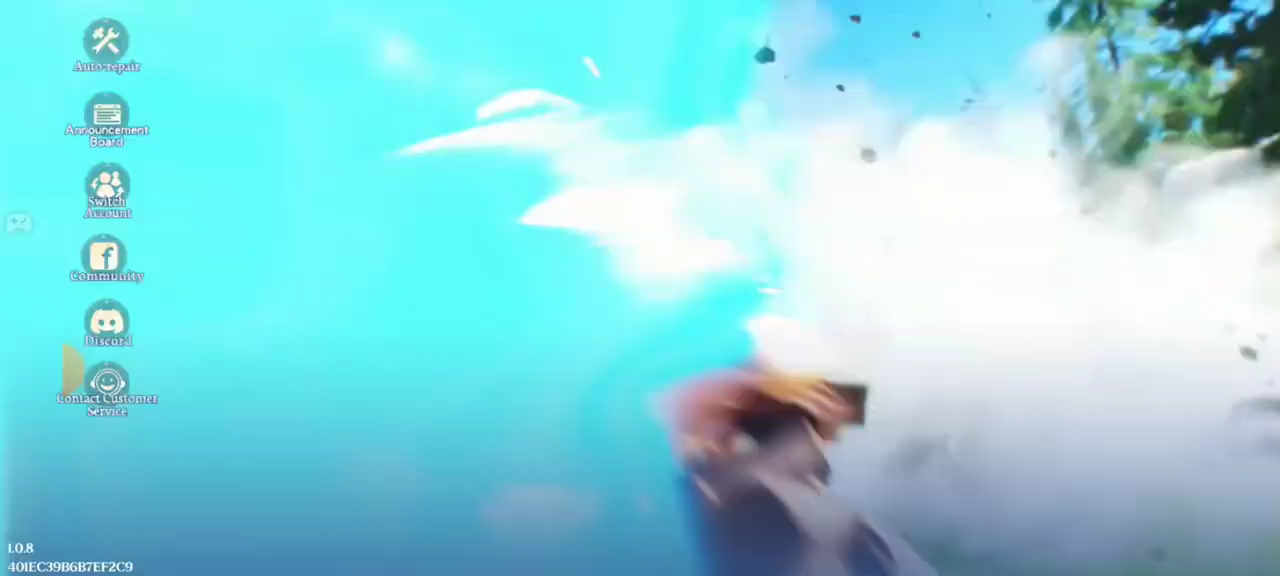 Auto-repair
Announcement
Board
Switch
Account
Community
Discord
Contact Customer
Service
1.0.8
401EC39B6B7EF2C9